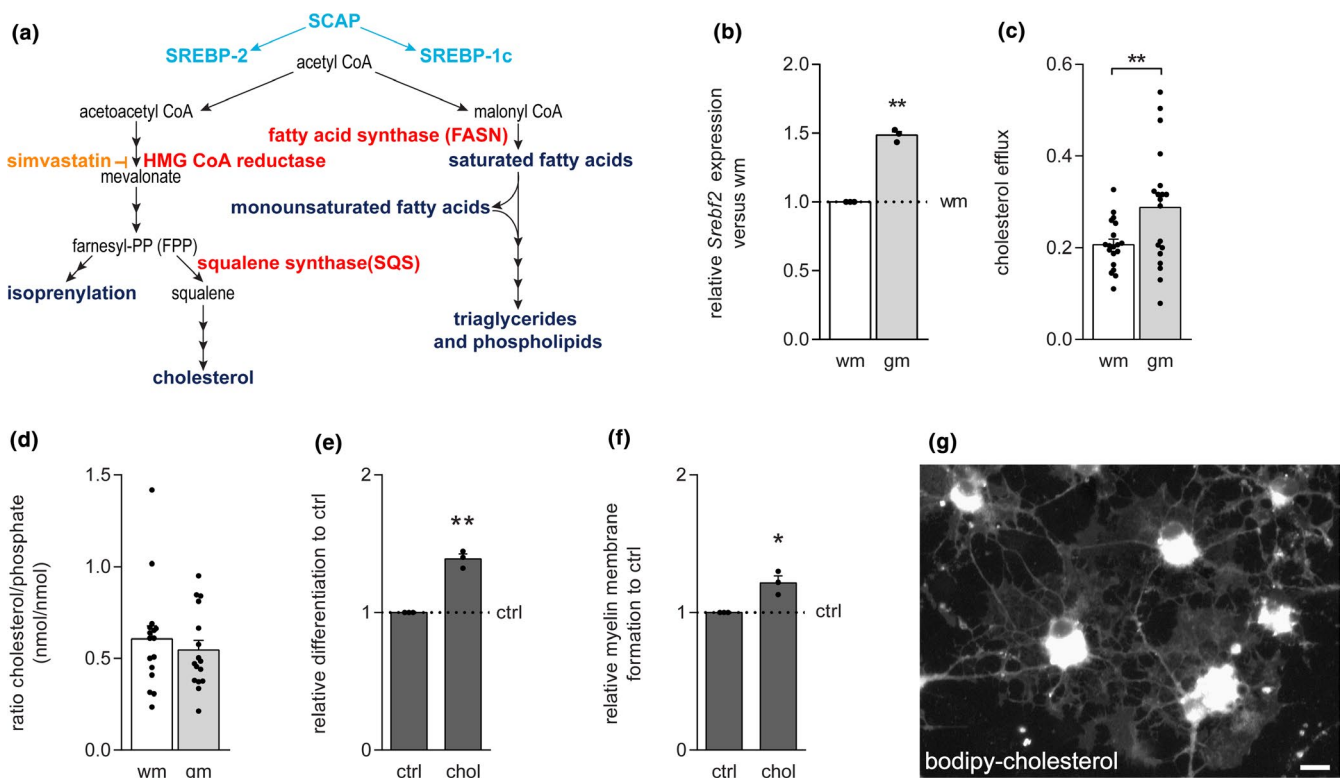 (a)
SCAP
SREBP-2
SREBP-1c
acetyl CoA
acetoacetyl CoA
malonyl CoA
fatty acid synthase (FASN)
simvastatin
HMG CoA reductase
saturated fatty acids
mevalonate
monounsaturated fatty acids
farnesyl-PP (FPP)
squalene synthase(SQS)
isoprenylation
squalene
triaglycerides
and phospholipids
cholesterol
(b)
relative Srebf2 expression
versus wm
2.0
1.5
1.0
0.5
0.0
**
wm
wm
gm
(c)
cholesterol efflux
0.6
0.4
0.2
0.0
**
wm
gm
(d)
ratio cholesterol/phosphate
(nmol/nmol)
1.5
1.0
0.5
0.0
wm
gm
(e)
relative differentiation to ctrl
2
1
0
**
ctrl
ctrl
chol
(f)
relative myelin membrane
formation to ctrl
2
1
0
*
ctrl
ctrl
chol
(g)
bodipy-cholesterol